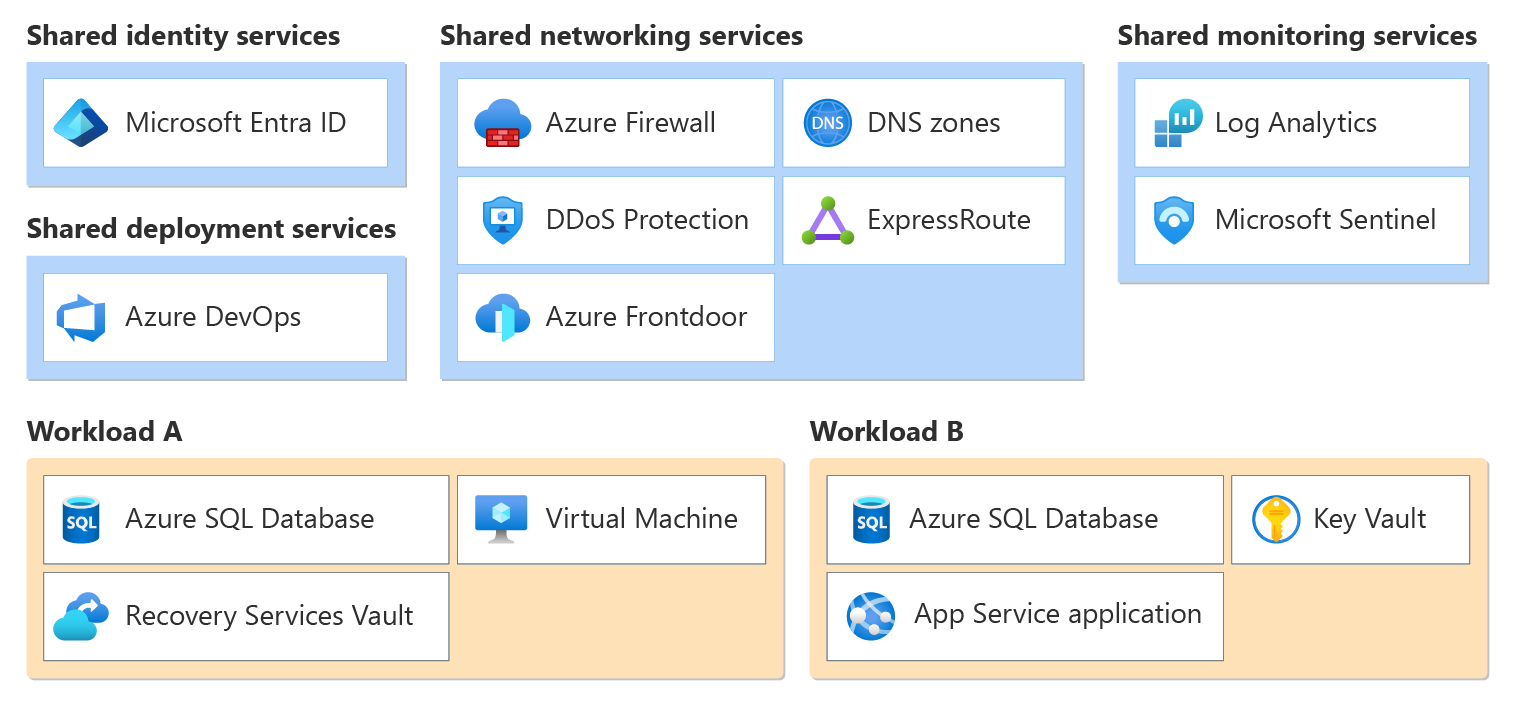 Shared identity services
Microsoft Entra ID
Shared deployment services
Azure DevOps
Shared networking services
Azure Firewall
DNS
DNS zones
DDoS Protection
ExpressRoute
Azure Frontdoor
Shared monitoring services
Log Analytics
Microsoft Sentinel
Workload A
SQL
Azure SQL Database
Virtual Machine
Recovery Services Vault
Workload B
SQL
Azure SQL Database
Key Vault
App Service application